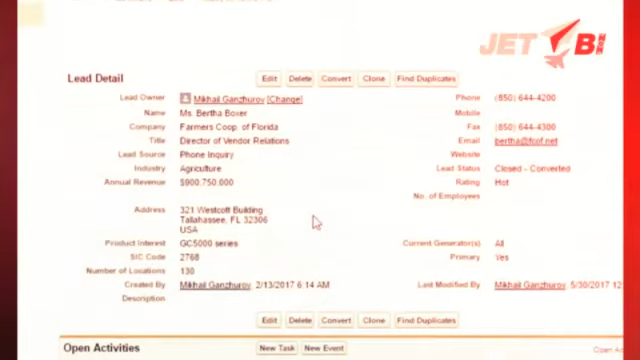 JET BI
Lead Detail
Edit Delete Convert Clone Find Duplicates
Lead Owner Mikhail Ganzhurov [Change] Phone (850) 644-4200
Name Ms. Bertha Boxer Mobile
Company Farmers Coop. of Florida Fax (850) 644-4300
Title Director of Vendor Relations Email bertha@fcof.net
Lead Source Phone Inquiry Website
Industry Agriculture Lead Status Closed - Converted
Annual Revenue $900,750,000 Rating Hot
No. of Employees
Address 321 Westcott Building
Tallahassee, FL 32306
USA
Product Interest GC5000 series Current Generator(s) All
SIC Code 2768 Primary Yes
Number of Locations 130
Created By Mikhail Ganzhurov, 2/13/2017 6:14 AM Last Modified By Mikhail Ganzhurov, 5/30/2017 12
Description
Edit Delete Convert Clone Find Duplicates
Open Activities New Task New Event